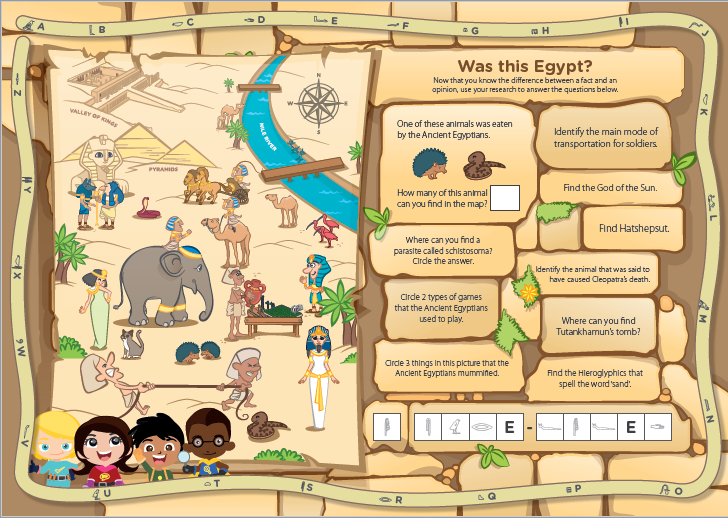 A B C D E F G H I J
K
L
M
N
O
P
Q
R
S
T
U
V
W
X
Y
Z
VALLEY OF KINGS
PYRAMIDS
NILE RIVER
N
W E
S
Was this Egypt?
Now that you know the difference between a fact and an
opinion, use your research to answer the questions below.
One of these animals was eaten
by the Ancient Egyptians.
How many of this animal
can you find in the map?
Identify the main mode of
transportation for soldiers.
Find the God of the Sun.
Find Hatshepsut.
Where can you find a
parasite called schistosoma?
Circle the answer.
Identify the animal that was said to
have caused Cleopatra's death.
Circle 2 types of games
that the Ancient Egyptians
used to play.
Where can you find
Tutankhamun's tomb?
Circle 3 things in this picture that the
Ancient Egyptians mummified.
Find the Hieroglyphics that
spell the word 'sand'.
E - E